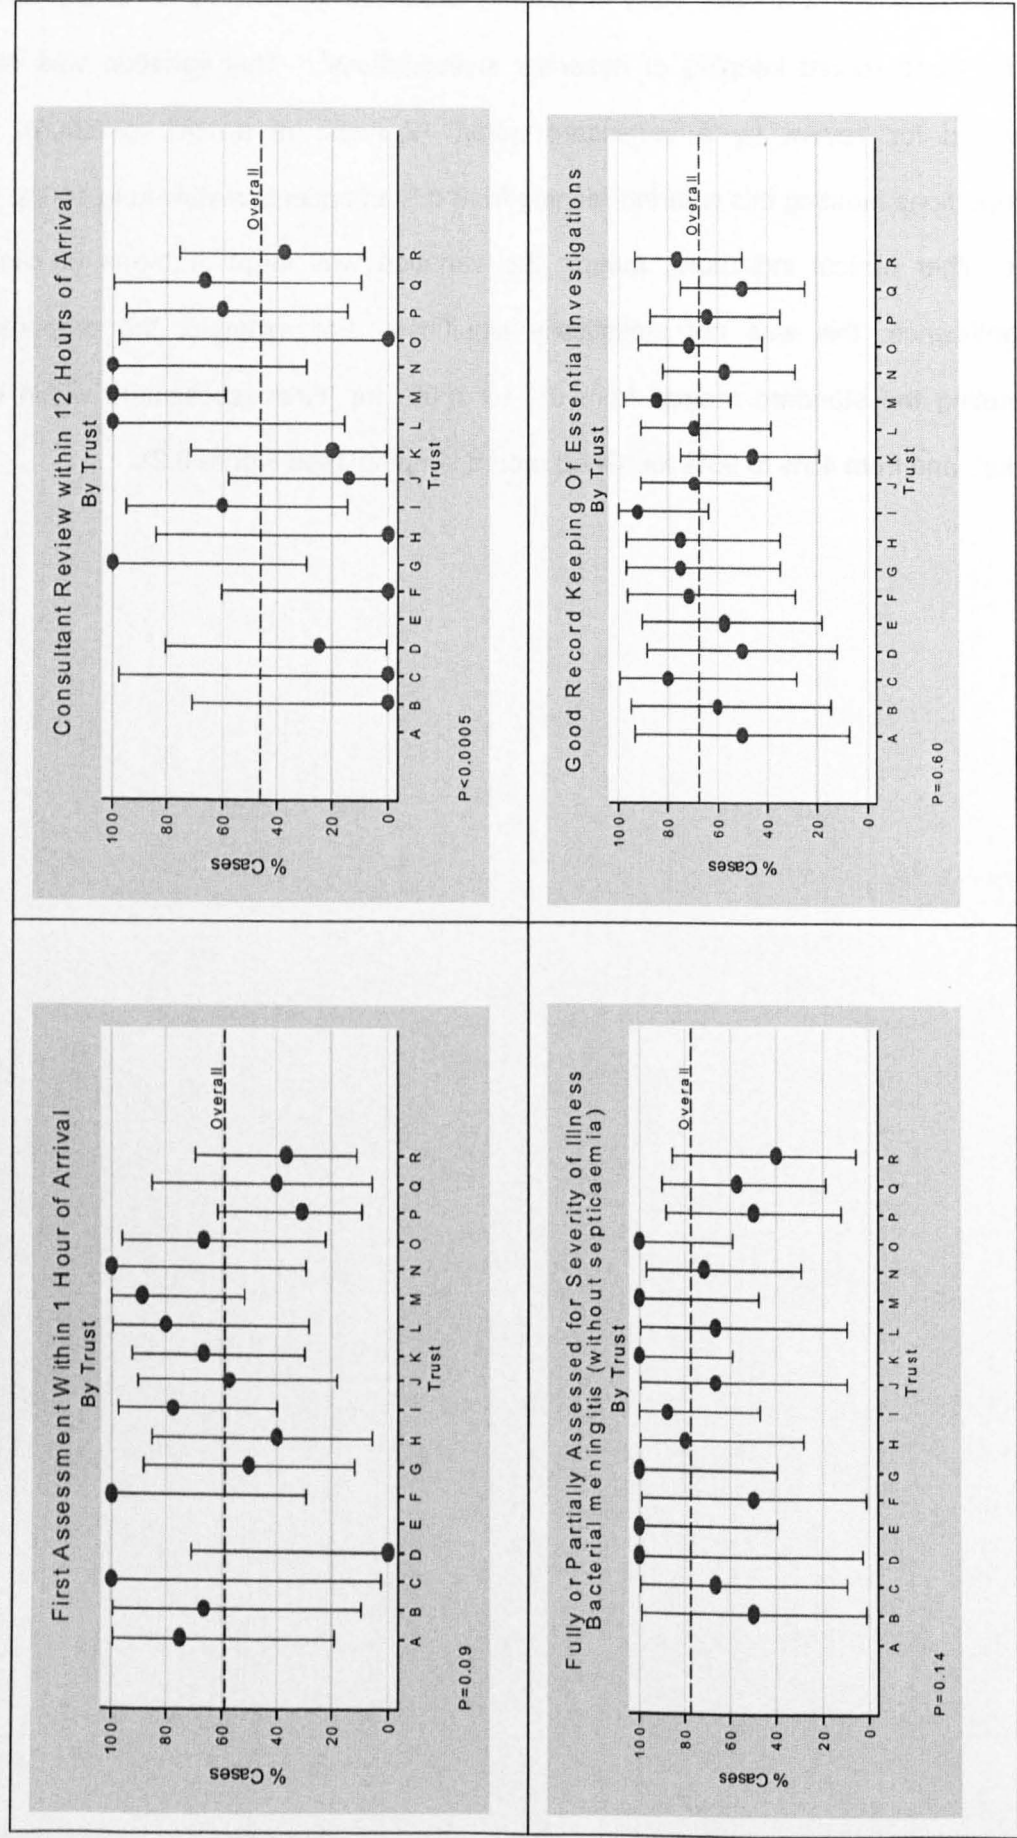 First Assessment Within 1 Hour of Arrival
By Trust
% Cases
100
80
60
40
20
0
Overall
A B C D E F G H I J K L M N O P Q R
Trust
P=0.09
Consultant Review within 12 Hours of Arrival
By Trust
% Cases
100
80
60
40
20
0
Overall
A B C D E F G H I J K L M N O P Q R
Trust
P<0.0005
Fully or Partially Assessed for Severity of Illness
Bacterial meningitis (without septicaemia)
By Trust
% Cases
100
80
60
40
20
0
Overall
A B C D E F G H I J K L M N O P Q R
Trust
P=0.14
Good Record Keeping Of Essential Investigations
By Trust
% Cases
100
80
60
40
20
0
Overall
A B C D E F G H I J K L M N O P Q R
Trust
P=0.60